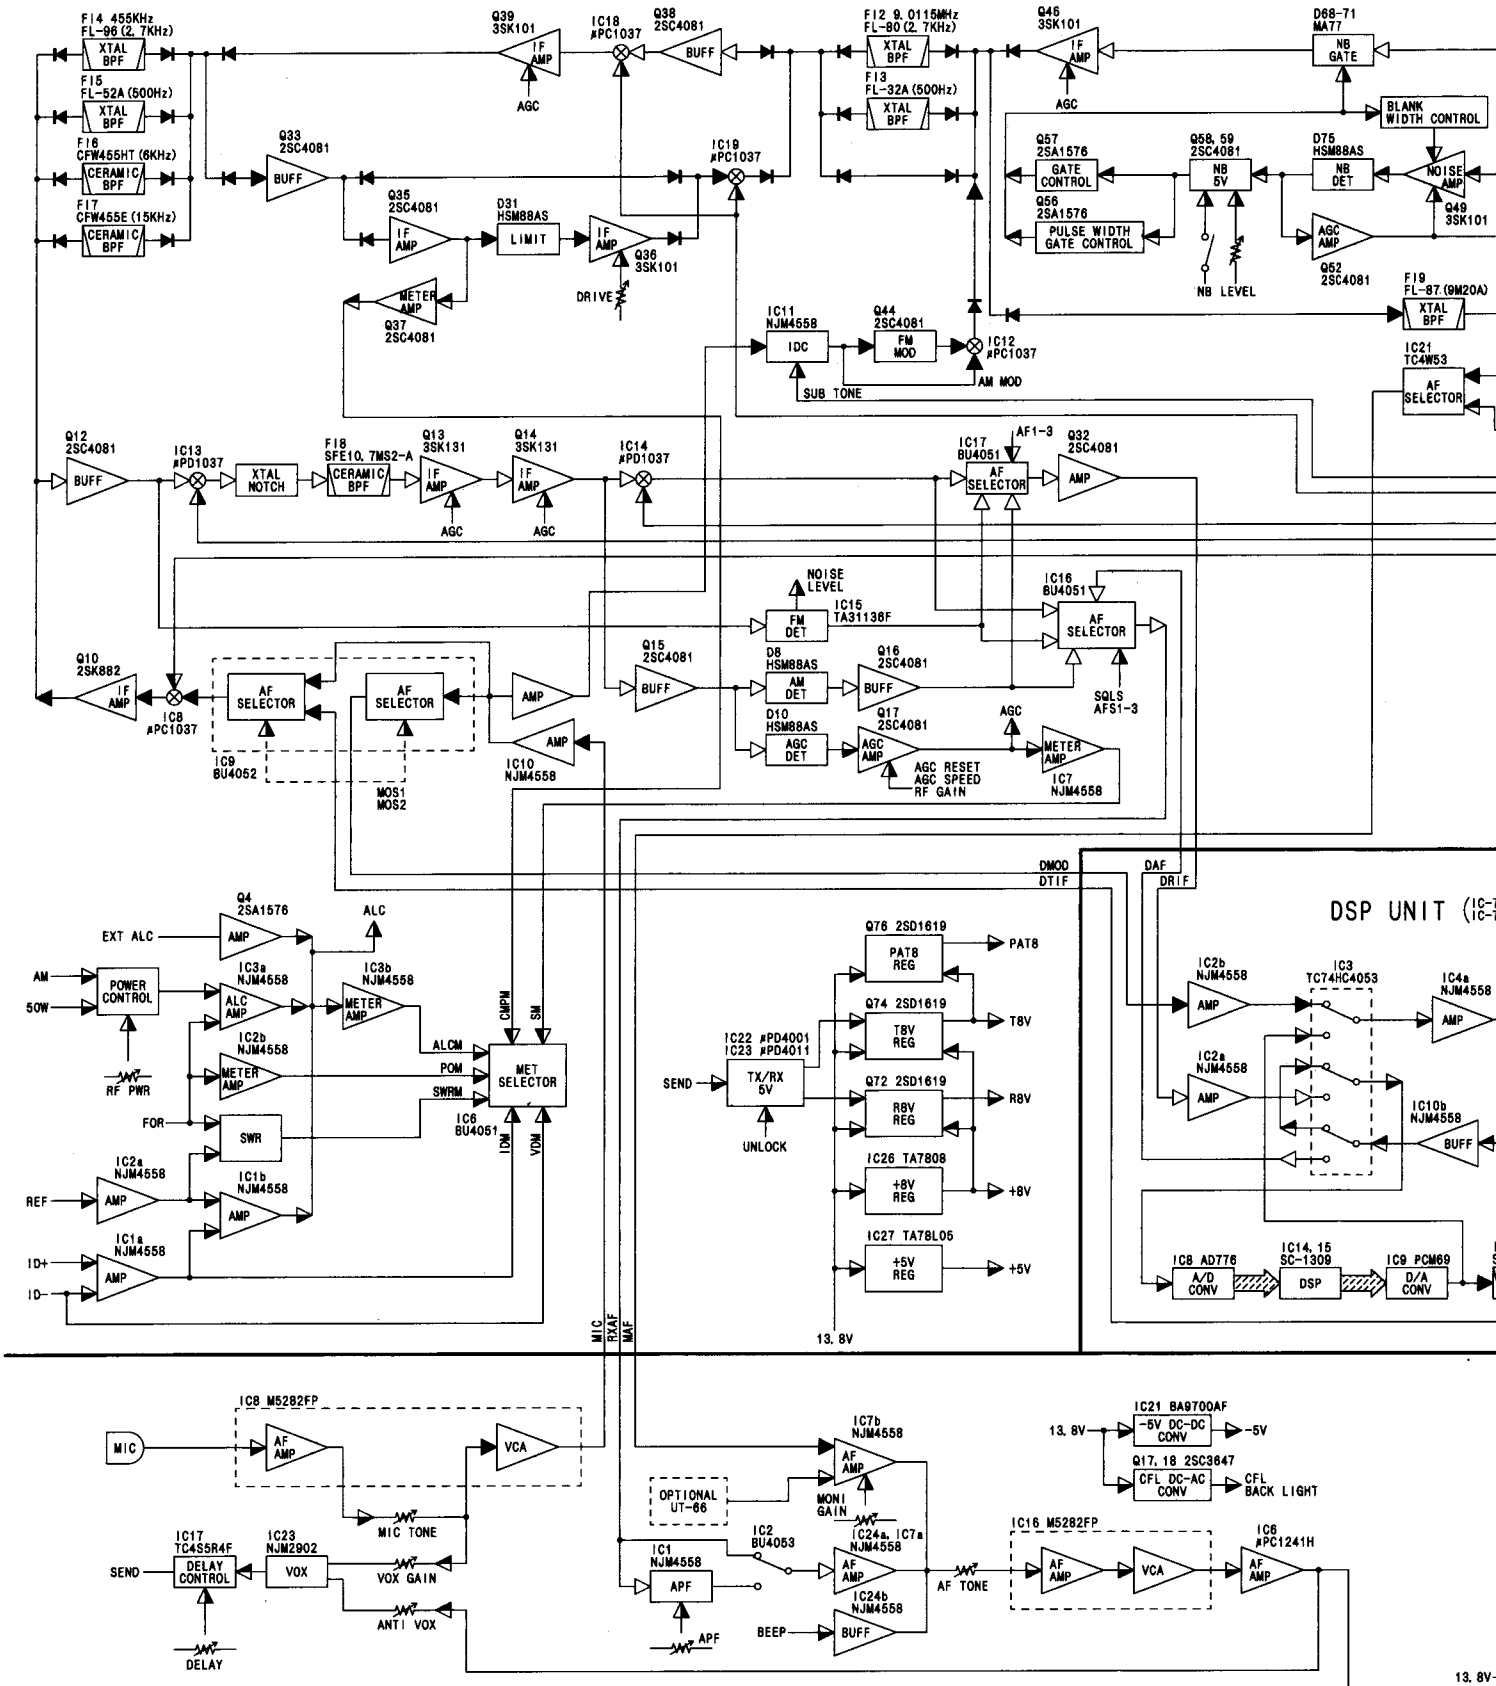 FI4 455KHz
FL-96 (2.7KHz)
XTAL
BPF
FI5
FL-52A (500Hz)
XTAL
BPF
FI6
CFW455HT (6KHz)
CERAMIC
BPF
FI7
CFW455E (15KHz)
CERAMIC
BPF
Q39
3SK101
IF
AMP
AGC
IC18
μPC1037
Q38
2SC4081
BUFF
FI2 9.0115MHz
FL-80 (2.7KHz)
XTAL
BPF
FI3
FL-32A (500Hz)
XTAL
BPF
Q46
3SK101
IF
AMP
AGC
D68-71
MA77
NB
GATE
BLANK
WIDTH CONTROL
Q33
2SC4081
BUFF
Q35
2SC4081
IF
AMP
D31
HSM88AS
LIMIT
IF
AMP
Q36
3SK101
DRIVE
METER
AMP
Q37
2SC4081
IC19
μPC1037
Q57
2SA1576
GATE
CONTROL
Q56
2SA1576
PULSE WIDTH
GATE CONTROL
Q58, 59
2SC4081
NB
5V
NB LEVEL
D75
HSM88AS
NB
DET
NOISE
AMP
Q49
3SK101
AGC
AMP
Q52
2SC4081
FI9
FL-87 (9M20A)
XTAL
BPF
IC21
TC4W53
AF
SELECTOR
IC11
NJM4558
IDC
SUB TONE
Q44
2SC4081
FM
MOD
IC12
μPC1037
AM MOD
Q12
2SC4081
BUFF
IC13
μPD1037
XTAL
NOTCH
FI8
SFE10.7MS2-A
CERAMIC
BPF
Q13
3SK131
IF
AMP
AGC
Q14
3SK131
IF
AMP
AGC
IC14
μPD1037
IC17
BU4051
AF1-3
AF
SELECTOR
Q32
2SC4081
AMP
NOISE
LEVEL
IC15
TA31136F
FM
DET
IC16
BU4051
AF
SELECTOR
SQLS
AFS1-3
Q10
2SK882
IF
AMP
IC8
μPC1037
AF
SELECTOR
AF
SELECTOR
IC9
BU4052
MOS1
MOS2
AMP
AMP
IC10
NJM4558
Q15
2SC4081
BUFF
D8
HSM88AS
AM
DET
Q16
2SC4081
BUFF
D10
HSM88AS
AGC
DET
Q17
2SC4081
AGC
AMP
AGC RESET
AGC SPEED
RF GAIN
AGC
METER
AMP
IC7
NJM4558
DMOD
DTIF
DAF
DRIF
DSP UNIT
EXT ALC
Q4
2SA1576
AMP
ALC
AM
50W
POWER
CONTROL
RF PWR
IC3a
NJM4558
ALC
AMP
IC3b
NJM4558
METER
AMP
IC2b
NJM4558
METER
AMP
FOR
SWR
ALCM
POM
SWRM
CMPM
SM
MET
SELECTOR
IC6
BU4051
IDM
VDM
REF
IC2a
NJM4558
AMP
IC1b
NJM4558
AMP
ID+
ID-
IC1a
NJM4558
AMP
Q76 2SD1619
PAT8
REG
PAT8
Q74 2SD1619
T8V
REG
T8V
IC22 μPD4001
IC23 μPD4011
TX/RX
5V
SEND
UNLOCK
Q72 2SD1619
R8V
REG
R8V
IC26 TA7808
+8V
REG
+8V
IC27 TA78L05
+5V
REG
+5V
13.8V
MIC
RXAF
MAF
IC2b
NJM4558
AMP
IC3
TC74HC4053
IC4a
NJM4558
AMP
IC2a
NJM4558
AMP
IC10b
NJM4558
BUFF
IC8 AD776
A/D
CONV
IC14, 15
SC-1309
DSP
IC9 PCM69
D/A
CONV
IC8 M5282FP
MIC
AF
AMP
VCA
MIC TONE
IC17
TC4S5R4F
DELAY
CONTROL
SEND
DELAY
IC23
NJM2902
VOX
VOX GAIN
ANTI VOX
IC7b
NJM4558
AF
AMP
MONI
GAIN
OPTIONAL
UT-66
IC2
BU4053
IC1
NJM4558
APF
APF
IC24a, IC7a
NJM4558
AF
AMP
IC24b
NJM4558
BUFF
BEEP
AF TONE
IC16 M5282FP
AF
AMP
VCA
IC6
μPC1241H
AF
AMP
IC21 BA9700AF
13.8V
-5V DC-DC
CONV
-5V
Q17, 18 2SC3647
CFL DC-AC
CONV
CFL
BACK LIGHT
13.8V